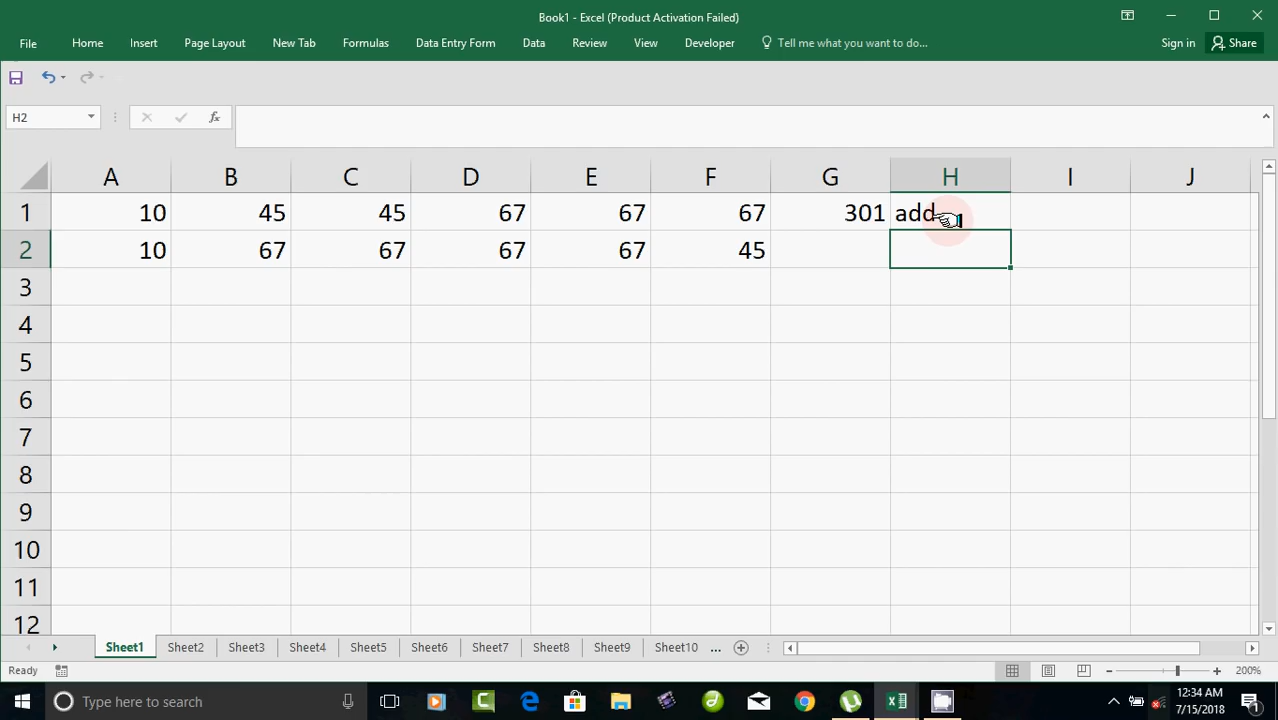 Book1 - Excel (Product Activation Failed)
File Home Insert Page Layout New Tab Formulas Data Entry Form Data Review View Developer Tell me what you want to do... Sign in Share
H2 fx
A B C D E F G H I J
1 10 45 45 67 67 67 301 add
2 10 67 67 67 67 45
3
4
5
6
7
8
9
10
11
12
Sheet1 Sheet2 Sheet3 Sheet4 Sheet5 Sheet6 Sheet7 Sheet8 Sheet9 Sheet10 ...
Ready 200%
Type here to search 12:34 AM
7/15/2018